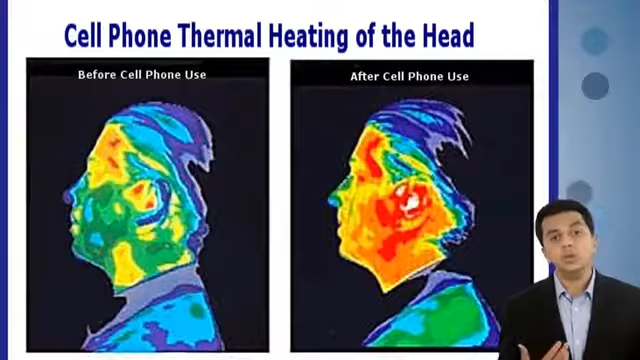 Cell Phone Thermal Heating of the Head
Before Cell Phone Use
After Cell Phone Use